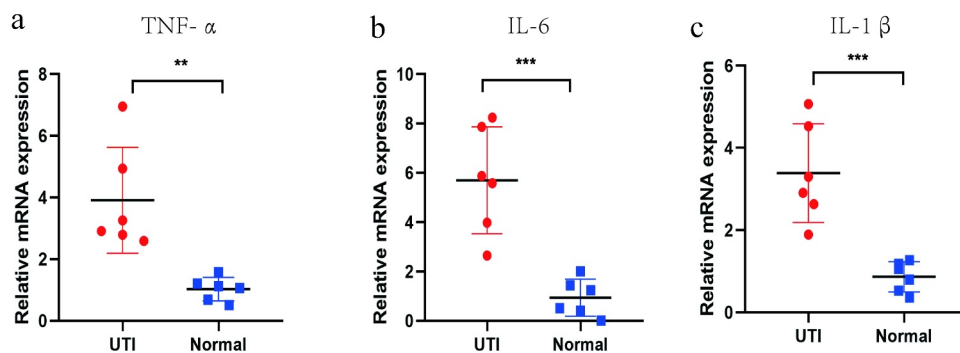 a
TNF- α
Relative mRNA expression
8
6
4
2
0
**
UTI
Normal
b
IL-6
Relative mRNA expression
10
8
6
4
2
0
***
UTI
Normal
c
IL-1 β
Relative mRNA expression
6
4
2
0
***
UTI
Normal